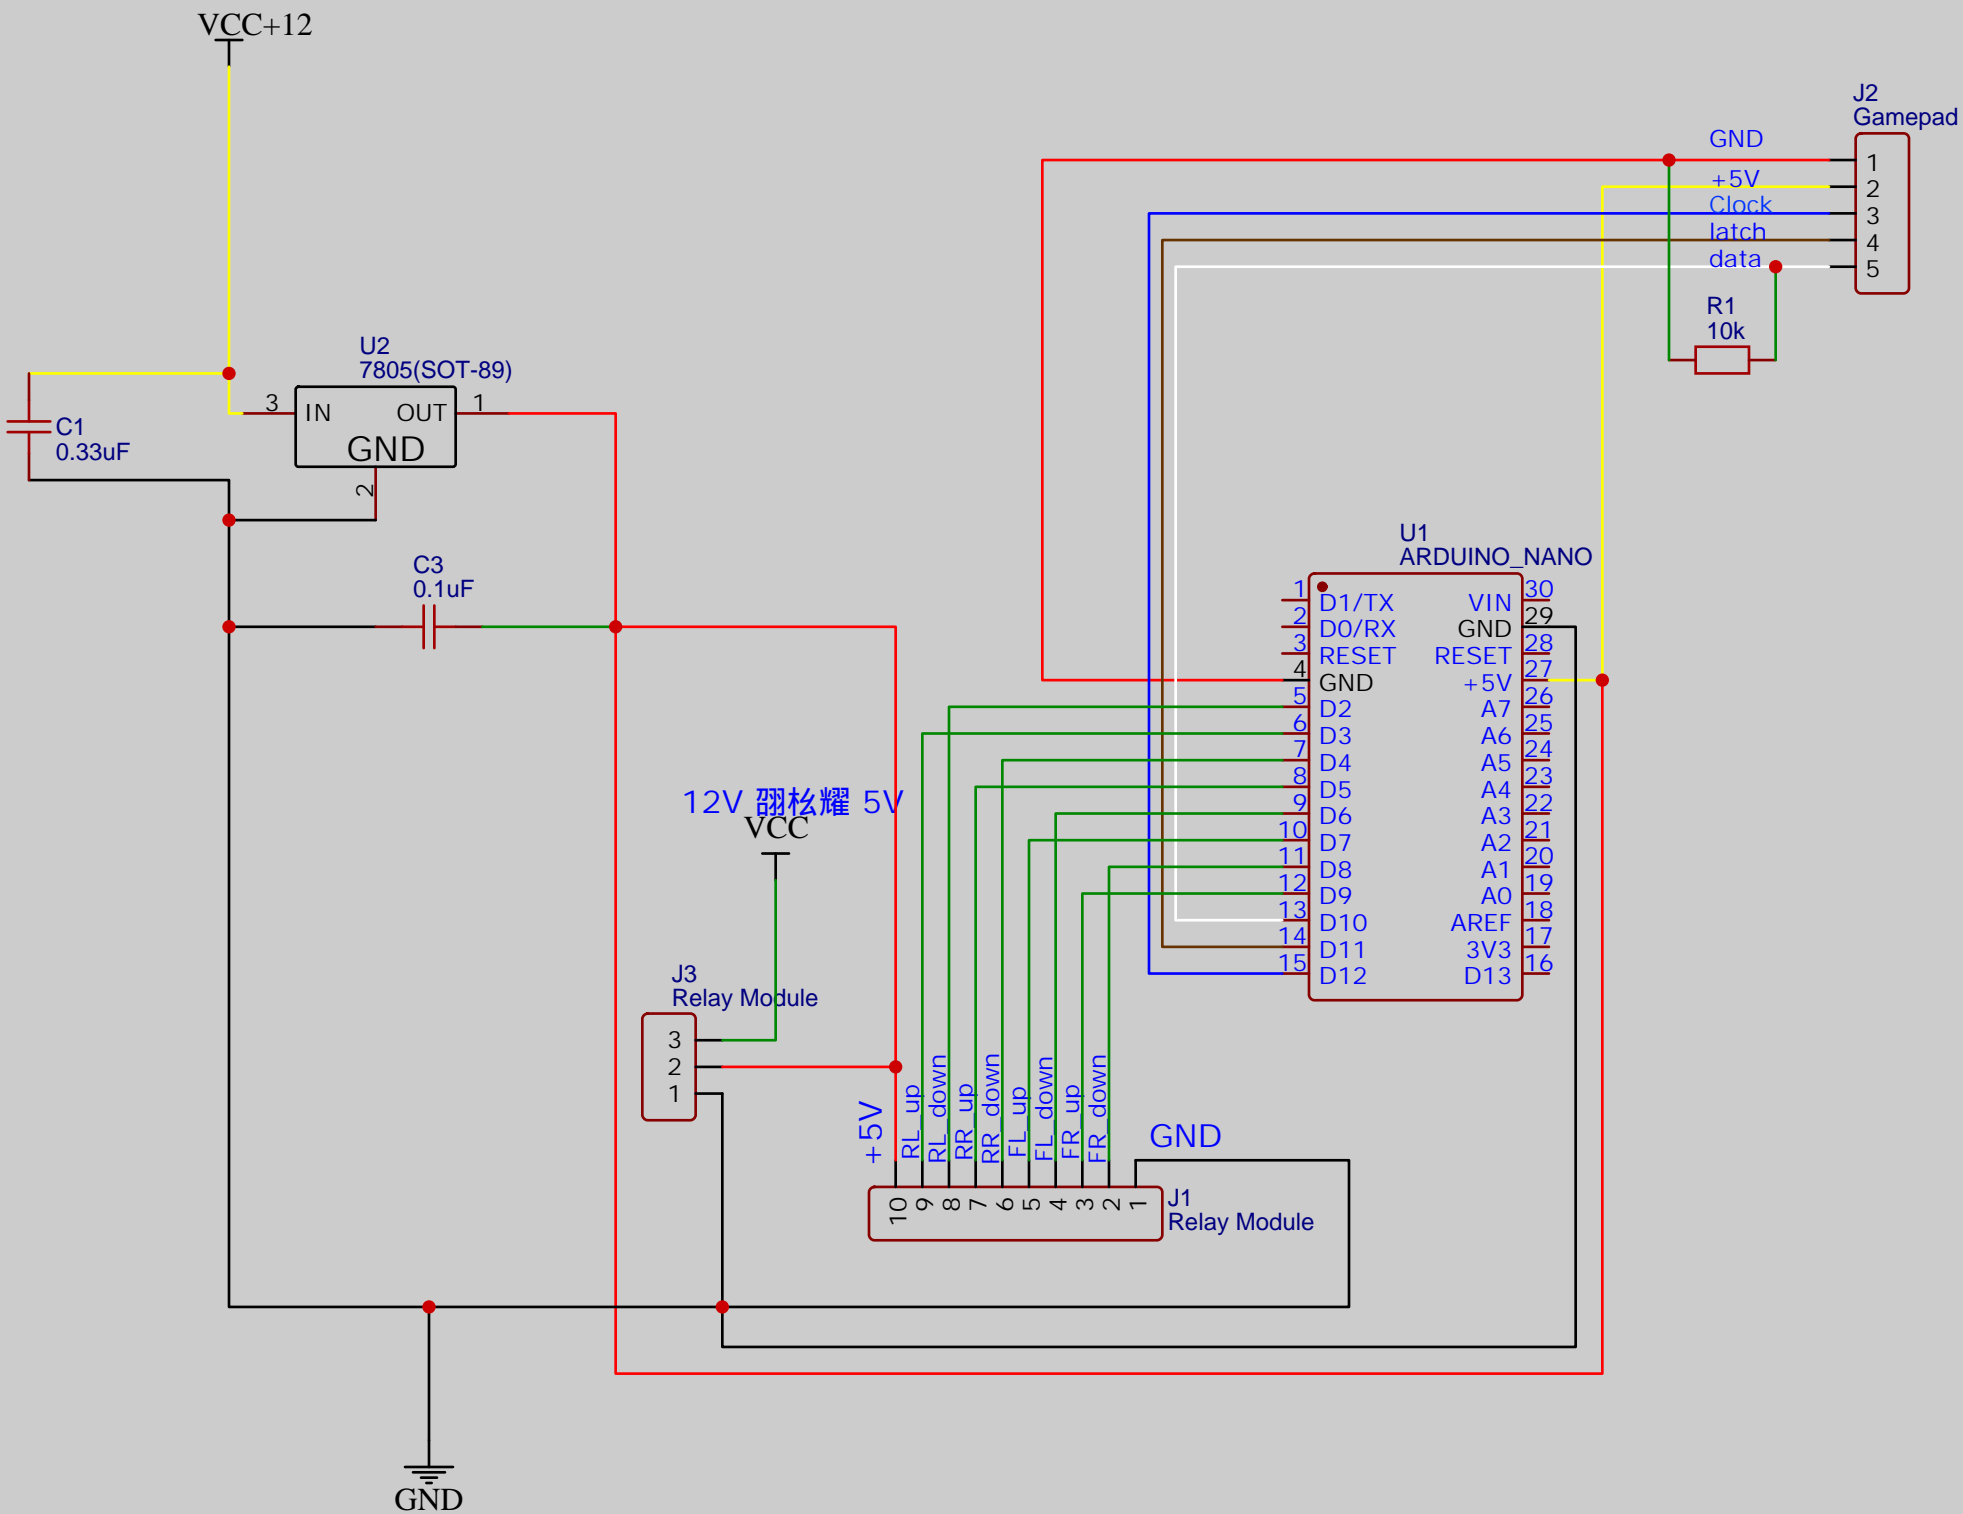 VCC+12
J2
Gamepad
GND
+5V
Clock
latch
data
1
2
3
4
5
R1
10k
U2
7805(SOT-89)
3
IN
OUT
1
GND
2
C1
0.33uF
C3
0.1uF
U1
ARDUINO_NANO
1
D1/TX
VIN
30
2
D0/RX
GND
29
3
RESET
RESET
28
4
GND
+5V
27
5
D2
A7
26
6
D3
A6
25
7
D4
A5
24
8
D5
A4
23
9
D6
A3
22
10
D7
A2
21
11
D8
A1
20
12
D9
A0
19
13
D10
AREF
18
14
D11
3V3
17
15
D12
D13
16
12V
5V
VCC
J3
Relay Module
3
2
1
+5V
RL_up
RL_down
RR_up
RR_down
FL_up
FL_down
FR_up
FR_down
GND
10
9
8
7
6
5
4
3
2
1
J1
Relay Module
GND